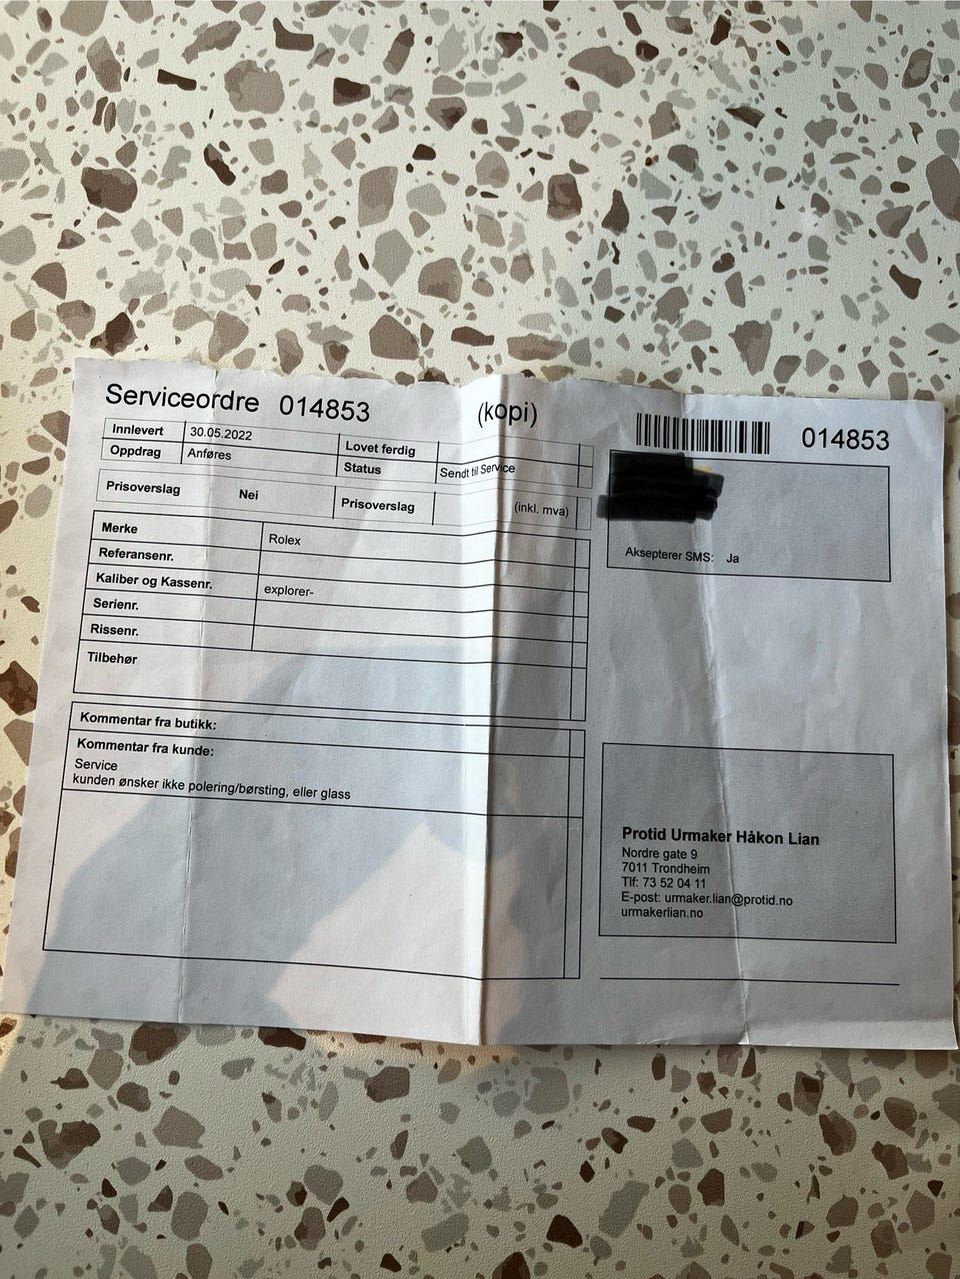 Serviceordre 014853 (kopi)
014853
Innlevert 30.05.2022 Lovet ferdig
Oppdrag Anføres Status Sendt til Service
Prisoverslag Nei Prisoverslag (inkl. mva)
Merke Rolex
Referansenr.
Kaliber og Kassenr. explorer-
Serienr.
Rissenr.
Tilbehør
Kommentar fra butikk:
Kommentar fra kunde:
Service
kunden ønsker ikke polering/børsting, eller glass
Aksepterer SMS: Ja
Protid Urmaker Håkon Lian
Nordre gate 9
7011 Trondheim
Tlf: 73 52 04 11
E-post: urmaker.lian@protid.no
urmakerlian.no